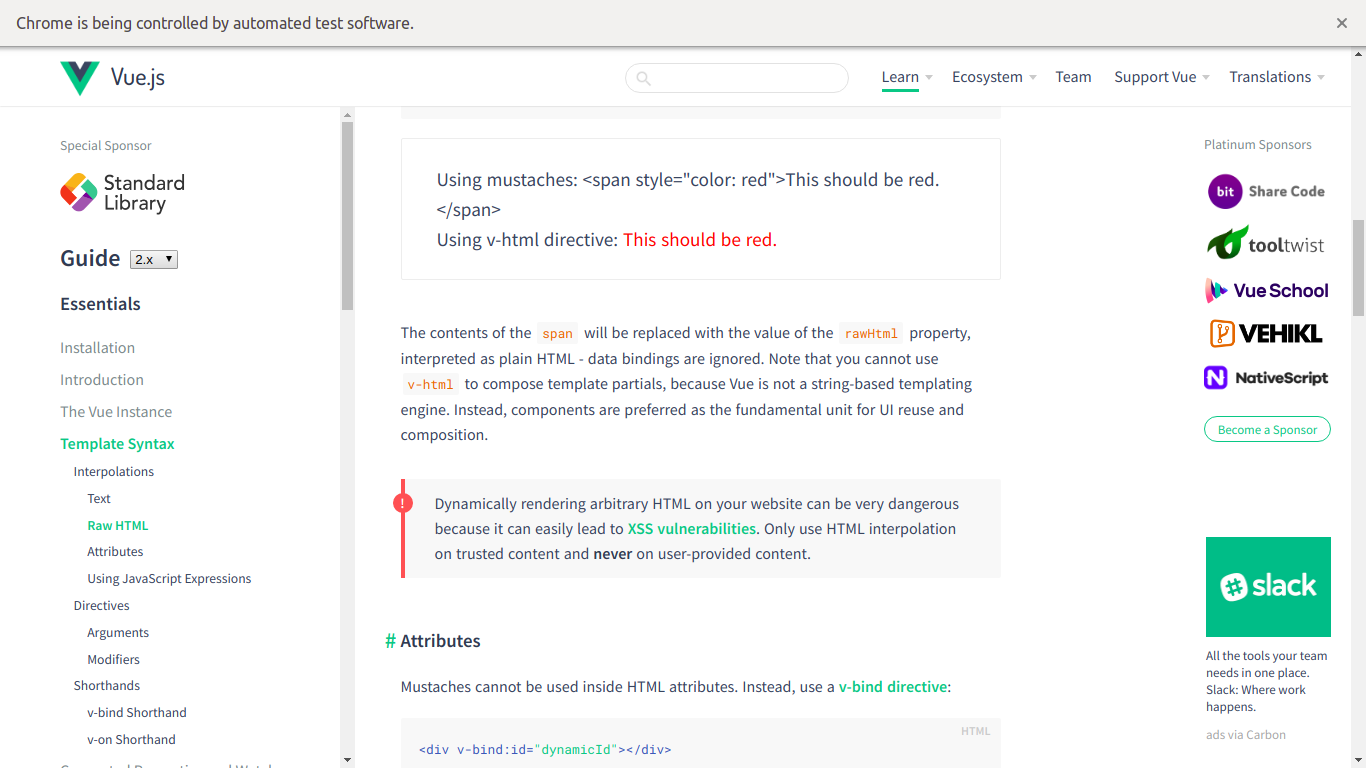 Chrome is being controlled by automated test software.
Vue.js
Learn
Ecosystem
Team
Support Vue
Translations
Special Sponsor
Standard
Library
Guide 2.x
Essentials
Installation
Introduction
The Vue Instance
Template Syntax
Interpolations
Text
Raw HTML
Attributes
Using JavaScript Expressions
Directives
Arguments
Modifiers
Shorthands
v-bind Shorthand
v-on Shorthand
Using mustaches: <span style="color: red">This should be red.
</span>
Using v-html directive: This should be red.
The contents of the span will be replaced with the value of the rawHtml property,
interpreted as plain HTML - data bindings are ignored. Note that you cannot use
v-html to compose template partials, because Vue is not a string-based templating
engine. Instead, components are preferred as the fundamental unit for UI reuse and
composition.
! Dynamically rendering arbitrary HTML on your website can be very dangerous
because it can easily lead to XSS vulnerabilities. Only use HTML interpolation
on trusted content and never on user-provided content.
# Attributes
Mustaches cannot be used inside HTML attributes. Instead, use a v-bind directive:
HTML
<div v-bind:id="dynamicId"></div>
Platinum Sponsors
bit Share Code
tooltwist
Vue School
VEHIKL
NativeScript
Become a Sponsor
slack
All the tools your team
needs in one place.
Slack: Where work
happens.
ads via Carbon